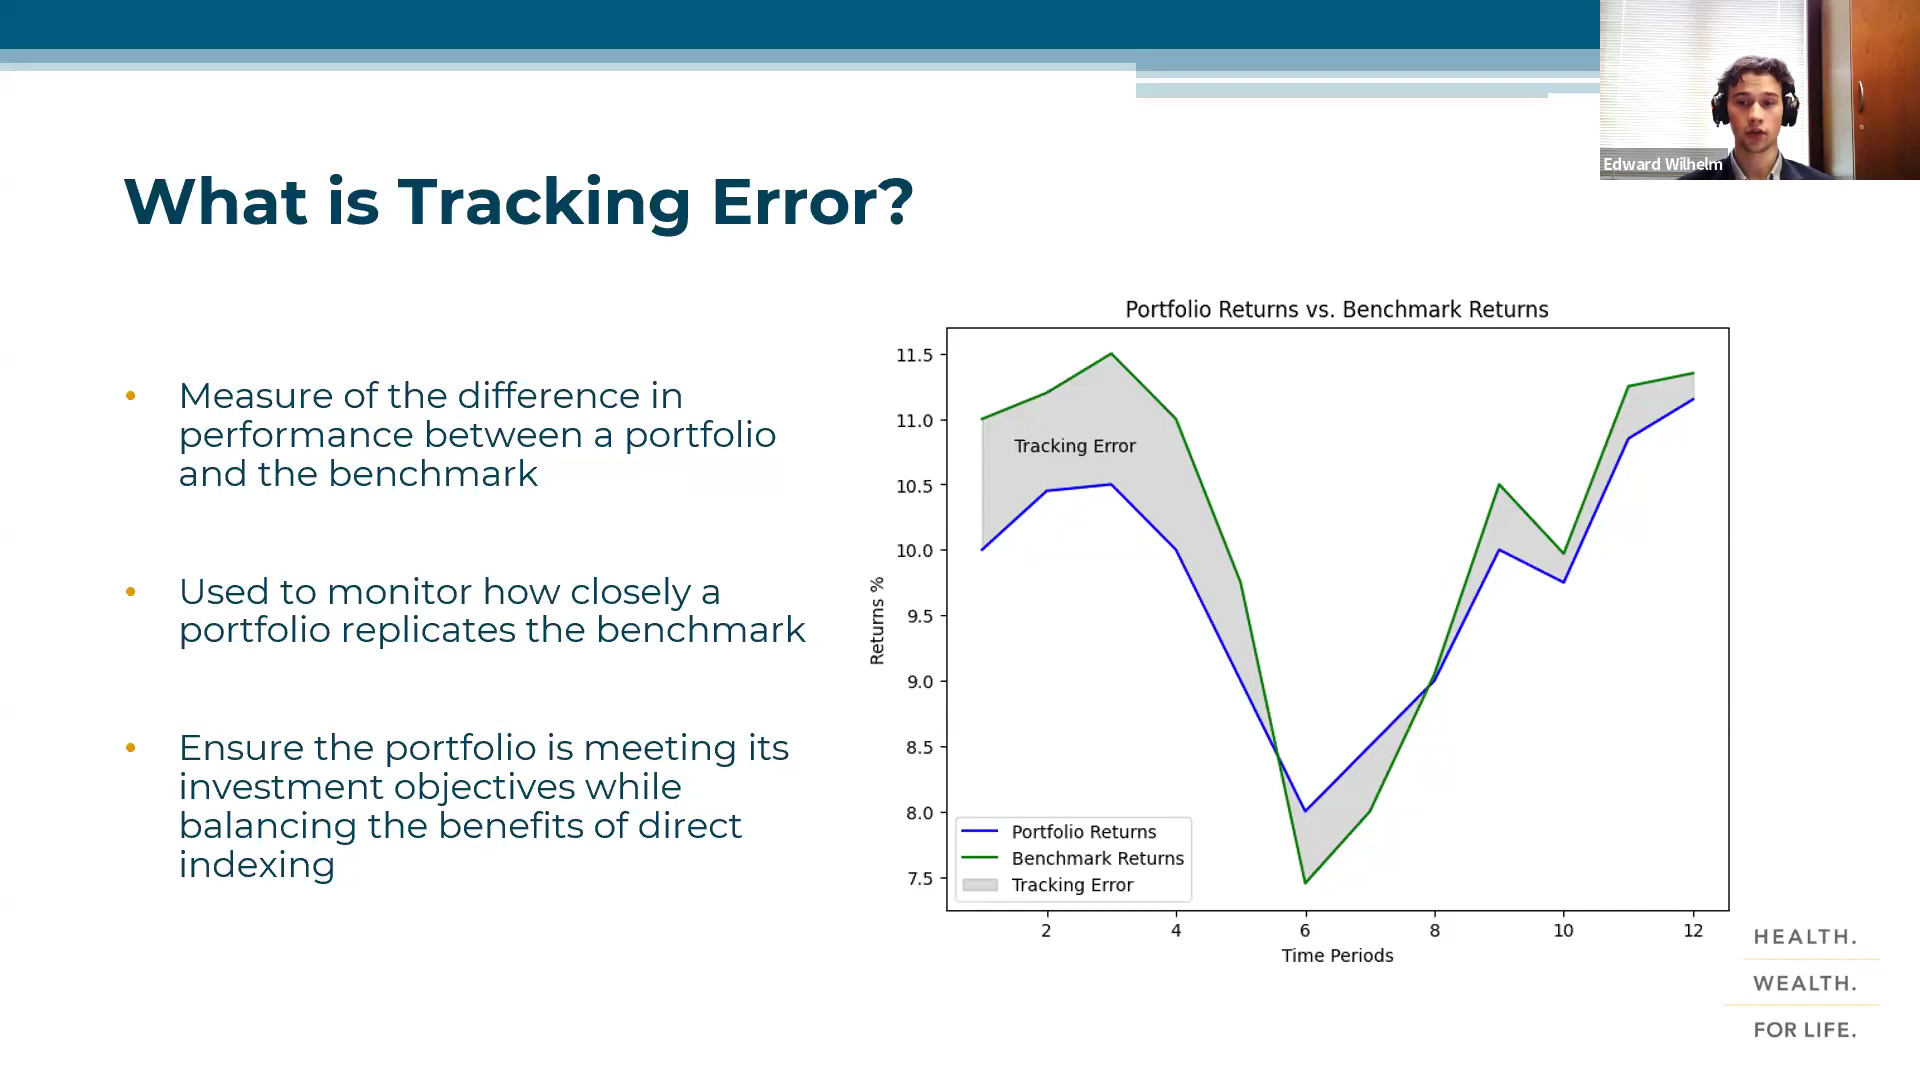 Edward Wilhelm
What is Tracking Error?
• Measure of the difference in
performance between a portfolio
and the benchmark
• Used to monitor how closely a
portfolio replicates the benchmark
• Ensure the portfolio is meeting its
investment objectives while
balancing the benefits of direct
indexing
Portfolio Returns vs. Benchmark Returns
11.5
11.0
10.5
10.0
9.5
9.0
8.5
8.0
7.5
Returns %
Tracking Error
Portfolio Returns
Benchmark Returns
Tracking Error
2 4 6 8 10 12
Time Periods
HEALTH.
WEALTH.
FOR LIFE.